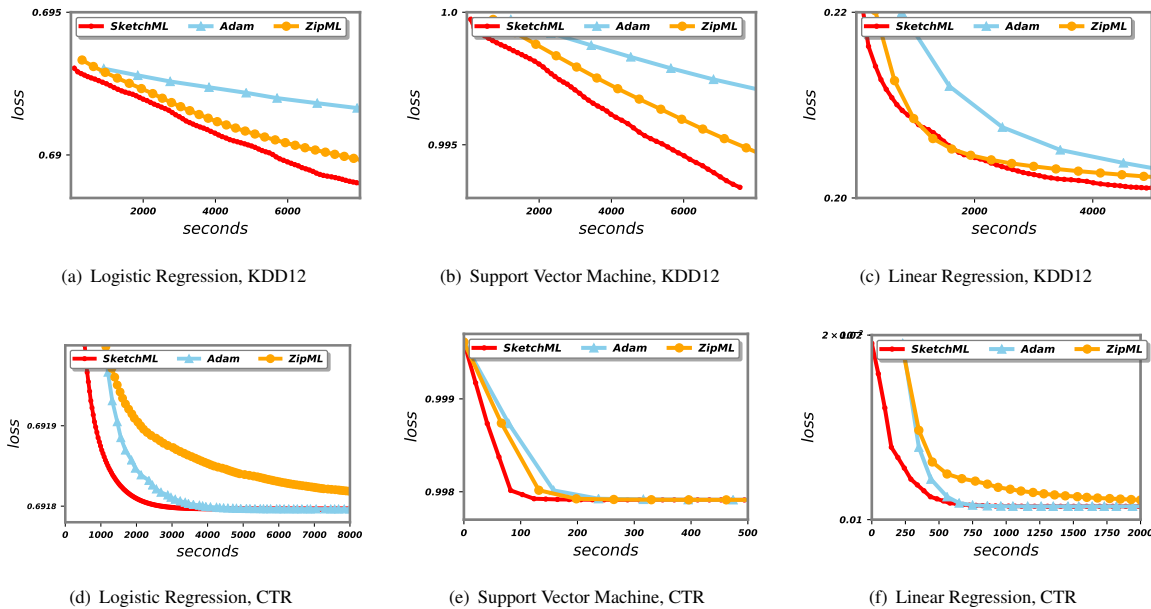 0.695
SketchML Adam ZipML
loss
0.69
2000 4000 6000
seconds
(a) Logistic Regression, KDD12
1.0
SketchML Adam ZipML
loss
0.995
2000 4000 6000
seconds
(b) Support Vector Machine, KDD12
0.22
SketchML Adam ZipML
loss
0.20
2000 4000
seconds
(c) Linear Regression, KDD12
SketchML Adam ZipML
loss
0.6919
0.6918
0 1000 2000 3000 4000 5000 6000 7000 8000
seconds
(d) Logistic Regression, CTR
SketchML Adam ZipML
loss
0.999
0.998
0 100 200 300 400 500
seconds
(e) Support Vector Machine, CTR
SketchML Adam ZipML
loss
0.01
0 250 500 750 1000 1250 1500 1750 2000
seconds
(f) Linear Regression, CTR